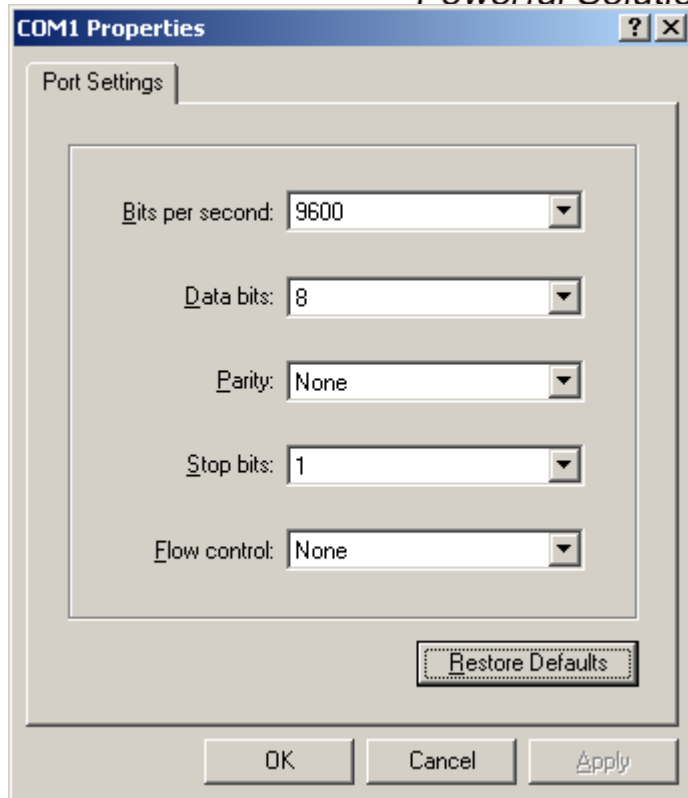 COM1 Properties
Port Settings
Bits per second: 9600
Data bits: 8
Parity: None
Stop bits: 1
Flow control: None
Restore Defaults
OK Cancel Apply